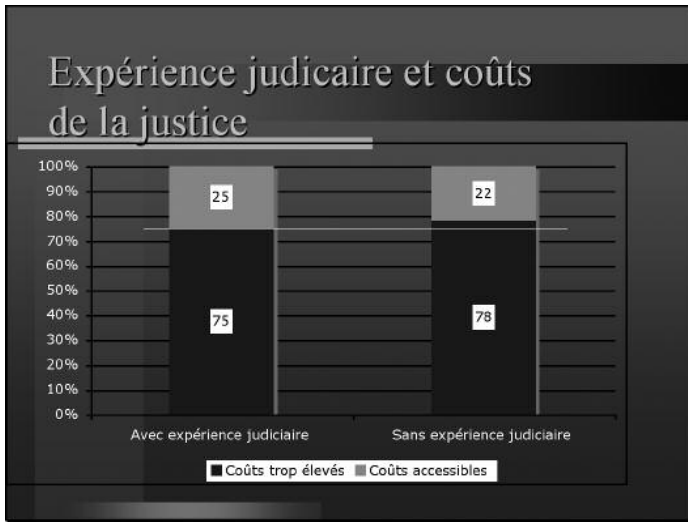 Expérience judicaire et coûts
de la justice
100%
90%
80%
70%
60%
50%
40%
30%
20%
10%
0%
25
22
75
78
Avec expérience judiciaire
Sans expérience judiciaire
Coûts trop élevés
Coûts accessibles